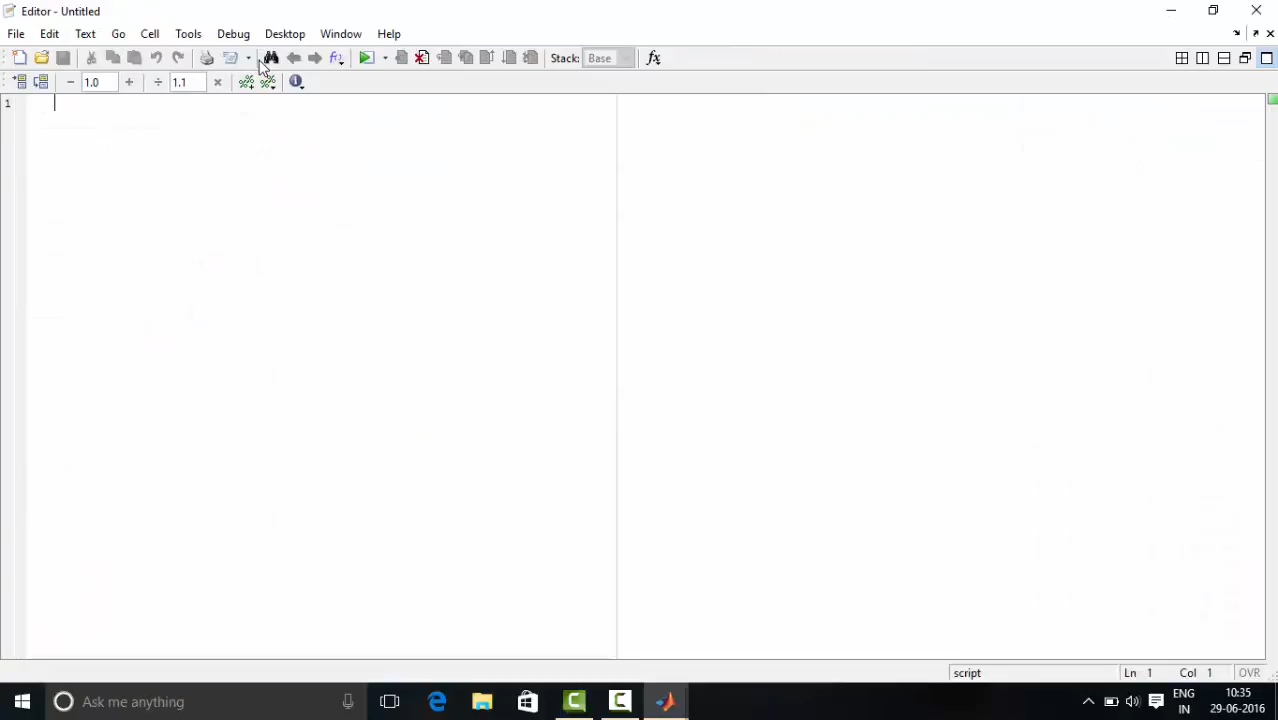 Editor - Untitled
File Edit Text Go Cell Tools Debug Desktop Window Help
Stack: Base fx
1.0 1.1
1
script Ln 1 Col 1 OVR
Ask me anything
ENG 10:35
IN 29-06-2016